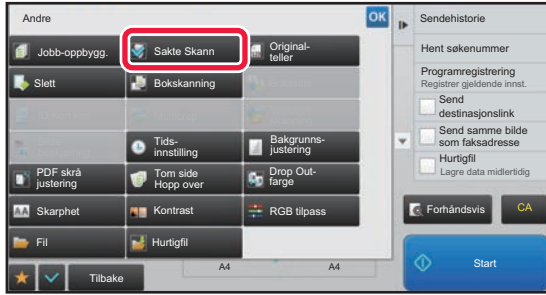 Andre
OK
Jobb-oppbygg.
Sakte Skann
Original-
teller
Slett
Bokskanning
Tids-
innstilling
Bakgrunns-
justering
PDF skrå
justering
Tom side
Hopp over
Drop Out-
farge
Skarphet
Kontrast
RGB tilpass
Fil
Hurtigfil
Tilbake
A4
A4
Sendehistorie
Hent søkenummer
Programregistrering
Registrer gjeldende innst.
Send
destinasjonslink
Send samme bilde
som faksadresse
Hurtigfil
Lagre data midlertidig
Forhåndsvis
CA
Start